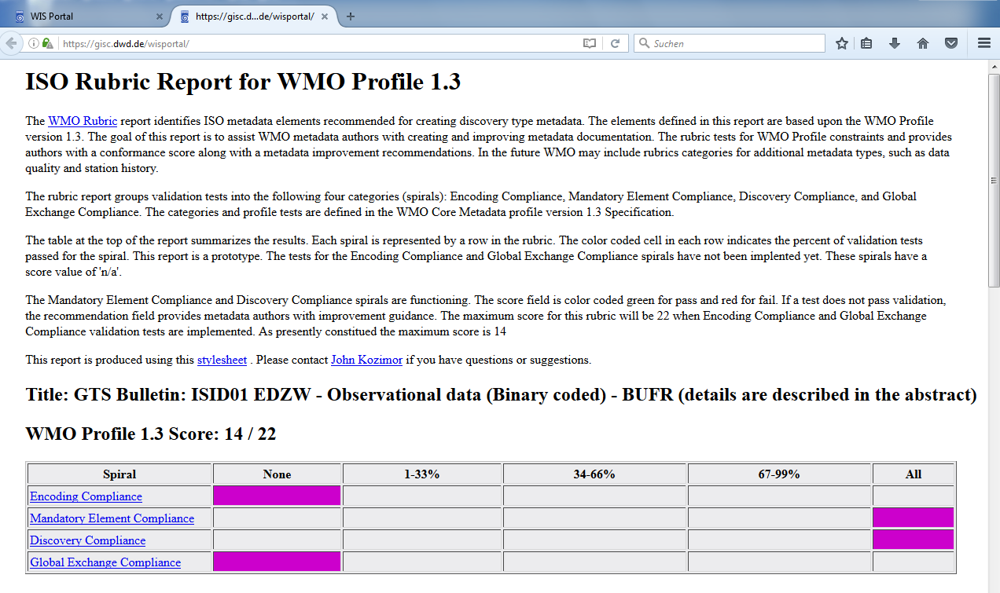 WIS Portal
https://gisc.d...de/wisportal/
https://gisc.dwd.de/wisportal/
Suchen
ISO Rubric Report for WMO Profile 1.3
The WMO Rubric report identifies ISO metadata elements recommended for creating discovery type metadata. The elements defined in this report are based upon the WMO Profile
version 1.3. The goal of this report is to assist WMO metadata authors with creating and improving metadata documentation. The rubric tests for WMO Profile constraints and provides
authors with a conformance score along with a metadata improvement recommendations. In the future WMO may include rubrics categories for additional metadata types, such as data
quality and station history.
The rubric report groups validation tests into the following four categories (spirals): Encoding Compliance, Mandatory Element Compliance, Discovery Compliance, and Global
Exchange Compliance. The categories and profile tests are defined in the WMO Core Metadata profile version 1.3 Specification.
The table at the top of the report summarizes the results. Each spiral is represented by a row in the rubric. The color coded cell in each row indicates the percent of validation tests
passed for the spiral. This report is a prototype. The tests for the Encoding Compliance and Global Exchange Compliance spirals have not been implented yet. These spirals have a
score value of 'n/a'.
The Mandatory Element Compliance and Discovery Compliance spirals are functioning. The score field is color coded green for pass and red for fail. If a test does not pass validation,
the recommendation field provides metadata authors with improvement guidance. The maximum score for this rubric will be 22 when Encoding Compliance and Global Exchange
Compliance validation tests are implemented. As presently constitued the maximum score is 14
This report is produced using this stylesheet . Please contact John Kozimor if you have questions or suggestions.
Title: GTS Bulletin: ISID01 EDZW - Observational data (Binary coded) - BUFR (details are described in the abstract)
WMO Profile 1.3 Score: 14 / 22
Spiral None 1-33% 34-66% 67-99% All
Encoding Compliance
Mandatory Element Compliance
Discovery Compliance
Global Exchange Compliance